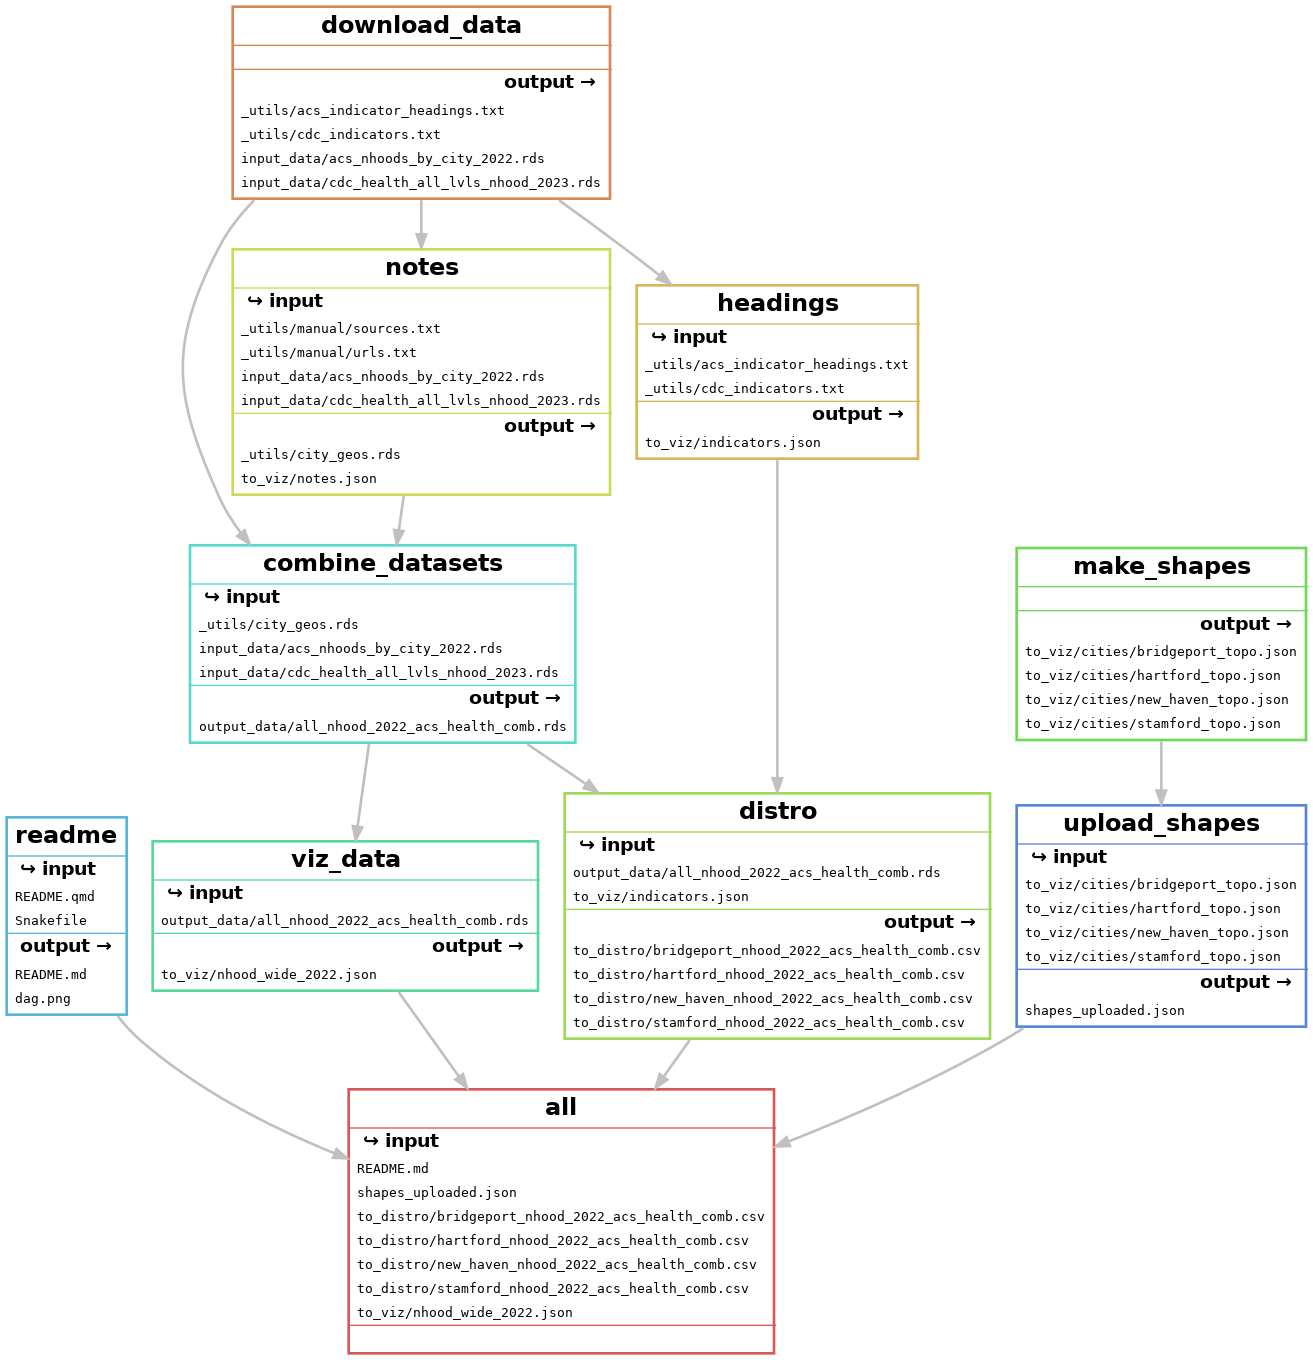 download_data
output →
_utils/acs_indicator_headings.txt
_utils/cdc_indicators.txt
input_data/acs_nhoods_by_city_2022.rds
input_data/cdc_health_all_lvls_nhood_2023.rds
notes
↪ input
_utils/manual/sources.txt
_utils/manual/urls.txt
input_data/acs_nhoods_by_city_2022.rds
input_data/cdc_health_all_lvls_nhood_2023.rds
output →
_utils/city_geos.rds
to_viz/notes.json
headings
↪ input
_utils/acs_indicator_headings.txt
_utils/cdc_indicators.txt
output →
to_viz/indicators.json
combine_datasets
↪ input
_utils/city_geos.rds
input_data/acs_nhoods_by_city_2022.rds
input_data/cdc_health_all_lvls_nhood_2023.rds
output →
output_data/all_nhood_2022_acs_health_comb.rds
make_shapes
output →
to_viz/cities/bridgeport_topo.json
to_viz/cities/hartford_topo.json
to_viz/cities/new_haven_topo.json
to_viz/cities/stamford_topo.json
readme
↪ input
README.qmd
Snakefile
output →
README.md
dag.png
viz_data
↪ input
output_data/all_nhood_2022_acs_health_comb.rds
output →
to_viz/nhood_wide_2022.json
distro
↪ input
output_data/all_nhood_2022_acs_health_comb.rds
to_viz/indicators.json
output →
to_distro/bridgeport_nhood_2022_acs_health_comb.csv
to_distro/hartford_nhood_2022_acs_health_comb.csv
to_distro/new_haven_nhood_2022_acs_health_comb.csv
to_distro/stamford_nhood_2022_acs_health_comb.csv
upload_shapes
↪ input
to_viz/cities/bridgeport_topo.json
to_viz/cities/hartford_topo.json
to_viz/cities/new_haven_topo.json
to_viz/cities/stamford_topo.json
output →
shapes_uploaded.json
all
↪ input
README.md
shapes_uploaded.json
to_distro/bridgeport_nhood_2022_acs_health_comb.csv
to_distro/hartford_nhood_2022_acs_health_comb.csv
to_distro/new_haven_nhood_2022_acs_health_comb.csv
to_distro/stamford_nhood_2022_acs_health_comb.csv
to_viz/nhood_wide_2022.json